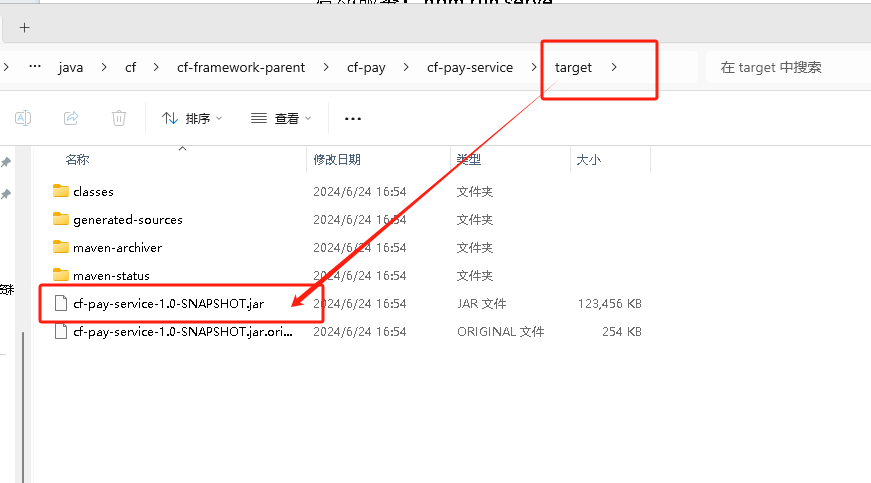 npm run serve
+
… java cf cf-framework-parent cf-pay cf-pay-service target 在 target 中搜索
排序 查看 …
名称 修改日期 类型 大小
classes 2024/6/24 16:54 文件夹
generated-sources 2024/6/24 16:54 文件夹
maven-archiver 2024/6/24 16:54 文件夹
maven-status 2024/6/24 16:54 文件夹
cf-pay-service-1.0-SNAPSHOT.jar 2024/6/24 16:54 JAR 文件 123,456 KB
cf-pay-service-1.0-SNAPSHOT.jar.ori... 2024/6/24 16:54 ORIGINAL 文件 254 KB